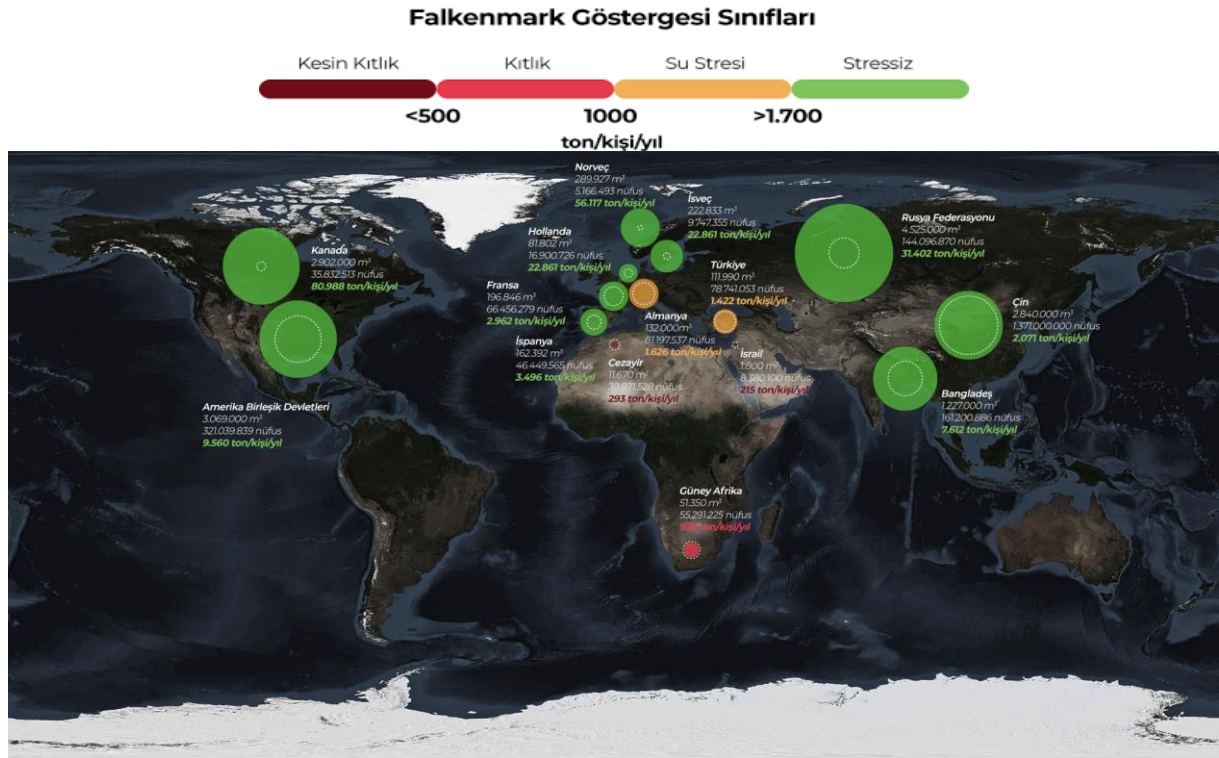 Falkenmark Göstergesi Sınıfları
Kesin Kıtlık Kıtlık Su Stresi Stressiz
<500 1000 >1.700
ton/kişi/yıl
Norveç
289.927 m³
5.166.493 nüfus
56.117 ton/kişi/yıl
İsveç
222.833 m³
9.747.355 nüfus
22.861 ton/kişi/yıl
Rusya Federasyonu
4.525.000 m³
144.096.870 nüfus
31.402 ton/kişi/yıl
Hollanda
81.802 m³
16.900.726 nüfus
22.861 ton/kişi/yıl
Kanada
2.902.000 m³
35.832.513 nüfus
80.988 ton/kişi/yıl
Türkiye
111.990 m³
78.741.053 nüfus
1.422 ton/kişi/yıl
Fransa
196.846 m³
66.456.279 nüfus
2.962 ton/kişi/yıl
Çin
2.840.000 m³
1.371.000.000 nüfus
2.071 ton/kişi/yıl
Almanya
132.000m³
81.197.537 nüfus
1.626 ton/kişi/yıl
İspanya
162.392 m³
46.449.565 nüfus
3.496 ton/kişi/yıl
İsrail
1.800 m³
8.380.100 nüfus
215 ton/kişi/yıl
Cezayir
11.670 m³
39.871.528 nüfus
293 ton/kişi/yıl
Bangladeş
1.227.000 m³
161.200.886 nüfus
7.612 ton/kişi/yıl
Amerika Birleşik Devletleri
3.069.000 m³
321.039.839 nüfus
9.560 ton/kişi/yıl
Güney Afrika
51.350 m³
55.291.225 nüfus
ton/kişi/yıl